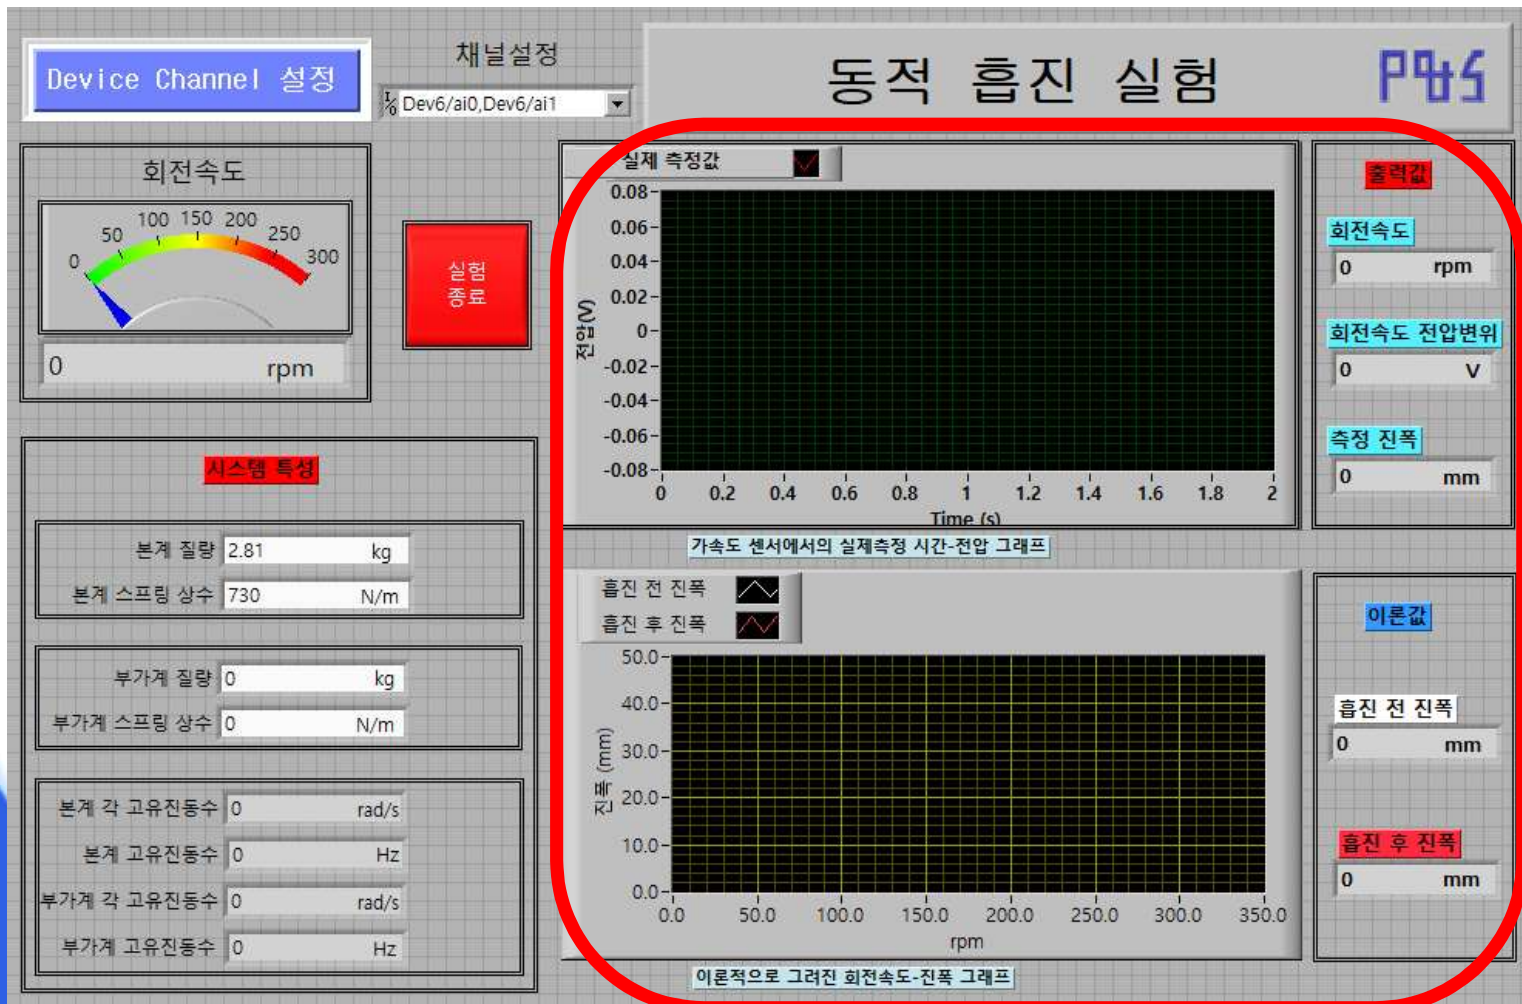 Device Channel 설정
채널설정
Dev6/ai0,Dev6/ai1
동적 흡진 실험
P&S
회전속도
0 50 100 150 200 250 300
0 rpm
실험
종료
시스템 특성
본계 질량 2.81 kg
본계 스프링 상수 730 N/m
부가계 질량 0 kg
부가계 스프링 상수 0 N/m
본계 각 고유진동수 0 rad/s
본계 고유진동수 0 Hz
부가계 각 고유진동수 0 rad/s
부가계 고유진동수 0 Hz
실제 측정값
전압(V)
0.08
0.06
0.04
0.02
0
-0.02
-0.04
-0.06
-0.08
0 0.2 0.4 0.6 0.8 1 1.2 1.4 1.6 1.8 2
Time (s)
가속도 센서에서의 실제측정 시간-전압 그래프
출력값
회전속도
0 rpm
회전속도 전압변위
0 V
측정 진폭
0 mm
흡진 전 진폭
흡진 후 진폭
진폭 (mm)
50.0
40.0
30.0
20.0
10.0
0.0
0.0 50.0 100.0 150.0 200.0 250.0 300.0 350.0
rpm
이론적으로 그려진 회전속도-진폭 그래프
이론값
흡진 전 진폭
0 mm
흡진 후 진폭
0 mm